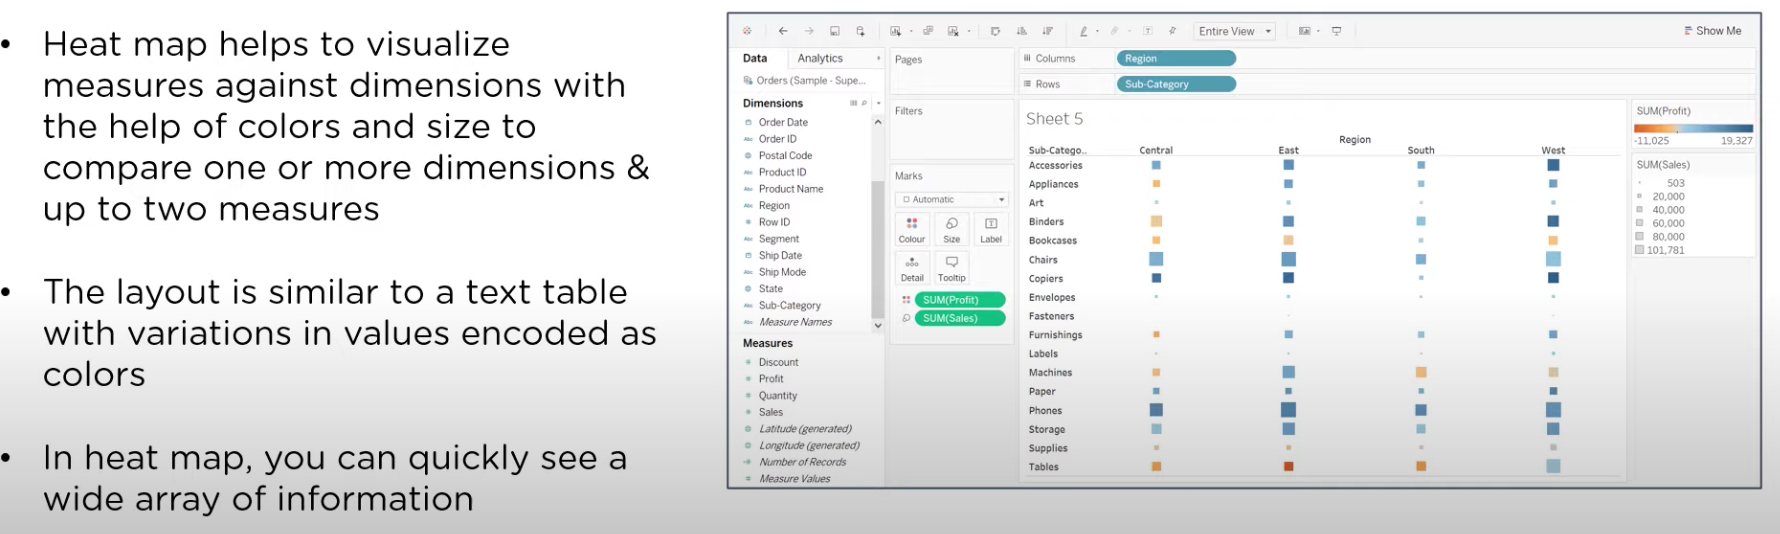 • Heat map helps to visualize
measures against dimensions with
the help of colors and size to
compare one or more dimensions &
up to two measures
• The layout is similar to a text table
with variations in values encoded as
colors
• In heat map, you can quickly see a
wide array of information
Entire View
Show Me
Data Analytics
Orders (Sample - Supe...
Dimensions
Order Date
Abc Order ID
Postal Code
Abc Product ID
Abc Product Name
Abc Region
# Row ID
Abc Segment
Ship Date
Abc Ship Mode
State
Abc Sub-Category
Abc Measure Names
Measures
# Discount
# Profit
# Quantity
# Sales
Latitude (generated)
Longitude (generated)
Number of Records
# Measure Values
Pages
Filters
Marks
Automatic
Colour Size Label
Detail Tooltip
SUM(Profit)
SUM(Sales)
Columns Region
Rows Sub-Category
Sheet 5
Region
Sub-Catego.. Central East South West
Accessories
Appliances
Art
Binders
Bookcases
Chairs
Copiers
Envelopes
Fasteners
Furnishings
Labels
Machines
Paper
Phones
Storage
Supplies
Tables
SUM(Profit)
-11,025 19,327
SUM(Sales)
503
20,000
40,000
60,000
80,000
101,781